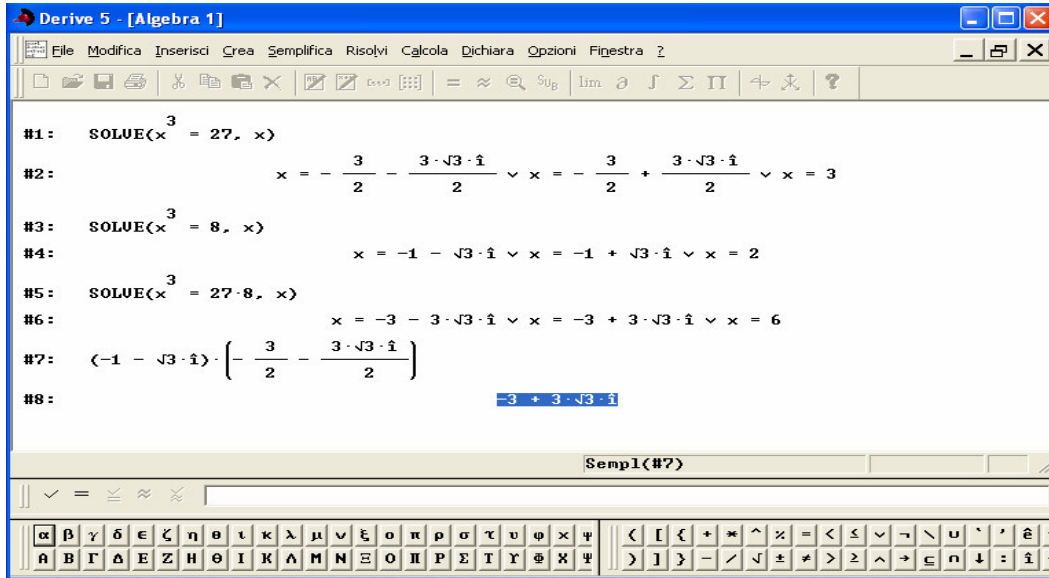 Derive 5 - [Algebra 1]
File Modifica Inserisci Crea Semplifica Risolvi Calcola Dichiara Opzioni Finestra ?
= ≈ SUB lim ∂ ∫ Σ Π ?
#1: SOLVE(x^3 = 27, x)
#2: x = - 3/2 - 3·√3·î/2 ∨ x = - 3/2 + 3·√3·î/2 ∨ x = 3
#3: SOLVE(x^3 = 8, x)
#4: x = -1 - √3·î ∨ x = -1 + √3·î ∨ x = 2
#5: SOLVE(x^3 = 27·8, x)
#6: x = -3 - 3·√3·î ∨ x = -3 + 3·√3·î ∨ x = 6
#7: (-1 - √3·î)·(- 3/2 - 3·√3·î/2)
#8: -3 + 3·√3·î
Sempl(#7)
✓ = ≈
α β γ δ ε ζ η θ ι κ λ μ ν ξ ο π ρ σ τ υ φ χ ψ ( [ { + * ^ % = < ≤ ∨ ¬ \ ∪ ` ' ê
Α Β Γ Δ Ε Ζ Η Θ Ι Κ Λ Μ Ν Ξ Ο Π Ρ Σ Τ Υ Φ Χ Ψ ) ] } - / √ ± ≠ > ≥ ∧ → ⊆ ∩ ↓ : î